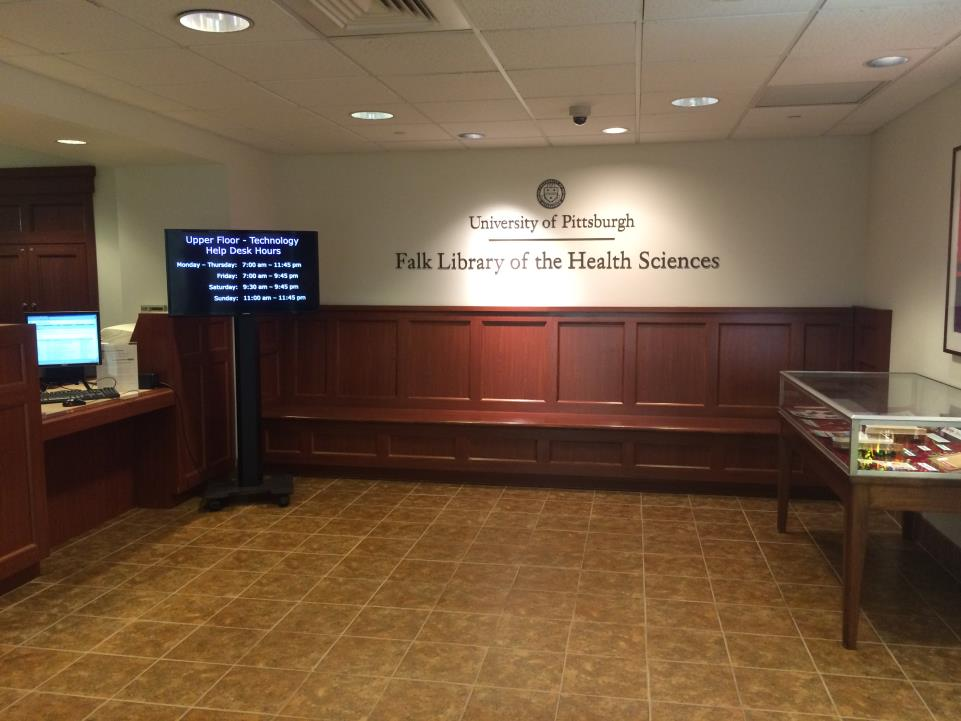 University of Pittsburgh
Falk Library of the Health Sciences
Upper Floor - Technology
Help Desk Hours
Monday – Thursday: 7:00 am – 11:45 pm
Friday: 7:00 am – 9:45 pm
Saturday: 9:30 am – 9:45 pm
Sunday: 11:00 am – 11:45 pm